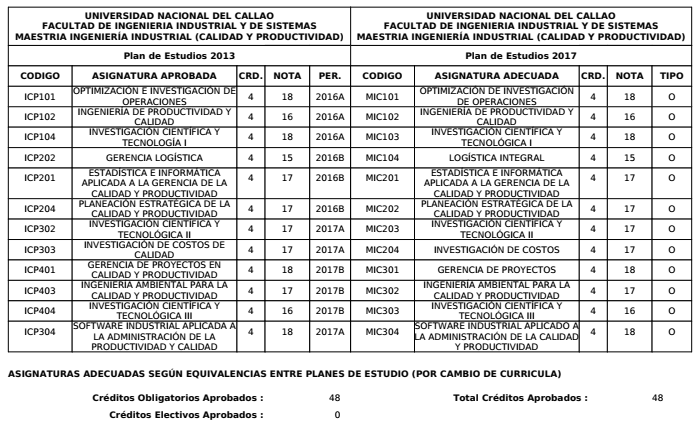 UNIVERSIDAD NACIONAL DEL CALLAO
FACULTAD DE INGENIERIA INDUSTRIAL Y DE SISTEMAS
MAESTRIA INGENIERÍA INDUSTRIAL (CALIDAD Y PRODUCTIVIDAD)
UNIVERSIDAD NACIONAL DEL CALLAO
FACULTAD DE INGENIERIA INDUSTRIAL Y DE SISTEMAS
MAESTRIA INGENIERÍA INDUSTRIAL (CALIDAD Y PRODUCTIVIDAD)
Plan de Estudios 2013 Plan de Estudios 2017
CODIGO ASIGNATURA APROBADA CRD. NOTA PER. CODIGO ASIGNATURA ADECUADA CRD. NOTA TIPO
ICP101 OPTIMIZACIÓN E INVESTIGACIÓN DE OPERACIONES 4 18 2016A MIC101 OPTIMIZACIÓN DE INVESTIGACIÓN DE OPERACIONES 4 18 O
ICP102 INGENIERÍA DE PRODUCTIVIDAD Y CALIDAD 4 16 2016A MIC102 INGENIERÍA DE PRODUCTIVIDAD Y CALIDAD 4 16 O
ICP104 INVESTIGACIÓN CIENTÍFICA Y TECNOLOGÍA I 4 18 2016A MIC103 INVESTIGACIÓN CIENTÍFICA Y TECNOLÓGICA I 4 18 O
ICP202 GERENCIA LOGÍSTICA 4 15 2016B MIC104 LOGÍSTICA INTEGRAL 4 15 O
ICP201 ESTADÍSTICA E INFORMÁTICA APLICADA A LA GERENCIA DE LA CALIDAD Y PRODUCTIVIDAD 4 17 2016B MIC201 ESTADÍSTICA E INFORMÁTICA APLICADA A LA GERENCIA DE LA CALIDAD Y PRODUCTIVIDAD 4 17 O
ICP204 PLANEACIÓN ESTRATÉGICA DE LA CALIDAD Y PRODUCTIVIDAD 4 17 2016B MIC202 PLANEACIÓN ESTRATÉGICA DE LA CALIDAD Y PRODUCTIVIDAD 4 17 O
ICP302 INVESTIGACIÓN CIENTÍFICA Y TECNOLÓGICA II 4 17 2017A MIC203 INVESTIGACIÓN CIENTÍFICA Y TECNOLÓGICA II 4 17 O
ICP303 INVESTIGACIÓN DE COSTOS DE CALIDAD 4 17 2017A MIC204 INVESTIGACIÓN DE COSTOS 4 17 O
ICP401 GERENCIA DE PROYECTOS EN CALIDAD Y PRODUCTIVIDAD 4 18 2017B MIC301 GERENCIA DE PROYECTOS 4 18 O
ICP403 INGENIERÍA AMBIENTAL PARA LA CALIDAD Y PRODUCTIVIDAD 4 17 2017B MIC302 INGENIERÍA AMBIENTAL PARA LA CALIDAD Y PRODUCTIVIDAD 4 17 O
ICP404 INVESTIGACIÓN CIENTÍFICA Y TECNOLÓGICA III 4 16 2017B MIC303 INVESTIGACIÓN CIENTÍFICA Y TECNOLÓGICA III 4 16 O
ICP304 SOFTWARE INDUSTRIAL APLICADA A LA ADMINISTRACIÓN DE LA PRODUCTIVIDAD Y CALIDAD 4 18 2017A MIC304 SOFTWARE INDUSTRIAL APLICADO A LA ADMINISTRACIÓN DE LA CALIDAD Y PRODUCTIVIDAD 4 18 O
ASIGNATURAS ADECUADAS SEGÚN EQUIVALENCIAS ENTRE PLANES DE ESTUDIO (POR CAMBIO DE CURRICULA)
Créditos Obligatorios Aprobados : 48 Total Créditos Aprobados : 48
Créditos Electivos Aprobados : 0